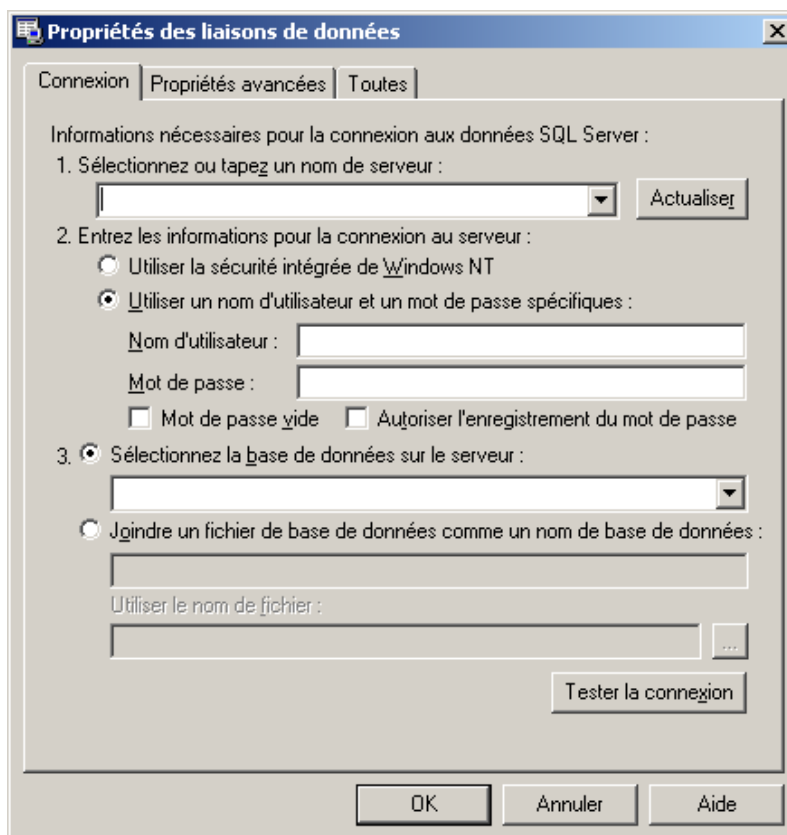 Propriétés des liaisons de données
Connexion Propriétés avancées Toutes
Informations nécessaires pour la connexion aux données SQL Server :
1. Sélectionnez ou tapez un nom de serveur :
Actualiser
2. Entrez les informations pour la connexion au serveur :
Utiliser la sécurité intégrée de Windows NT
Utiliser un nom d'utilisateur et un mot de passe spécifiques :
Nom d'utilisateur :
Mot de passe :
Mot de passe vide Autoriser l'enregistrement du mot de passe
3. Sélectionnez la base de données sur le serveur :
Joindre un fichier de base de données comme un nom de base de données :
Utiliser le nom de fichier :
...
Tester la connexion
OK Annuler Aide